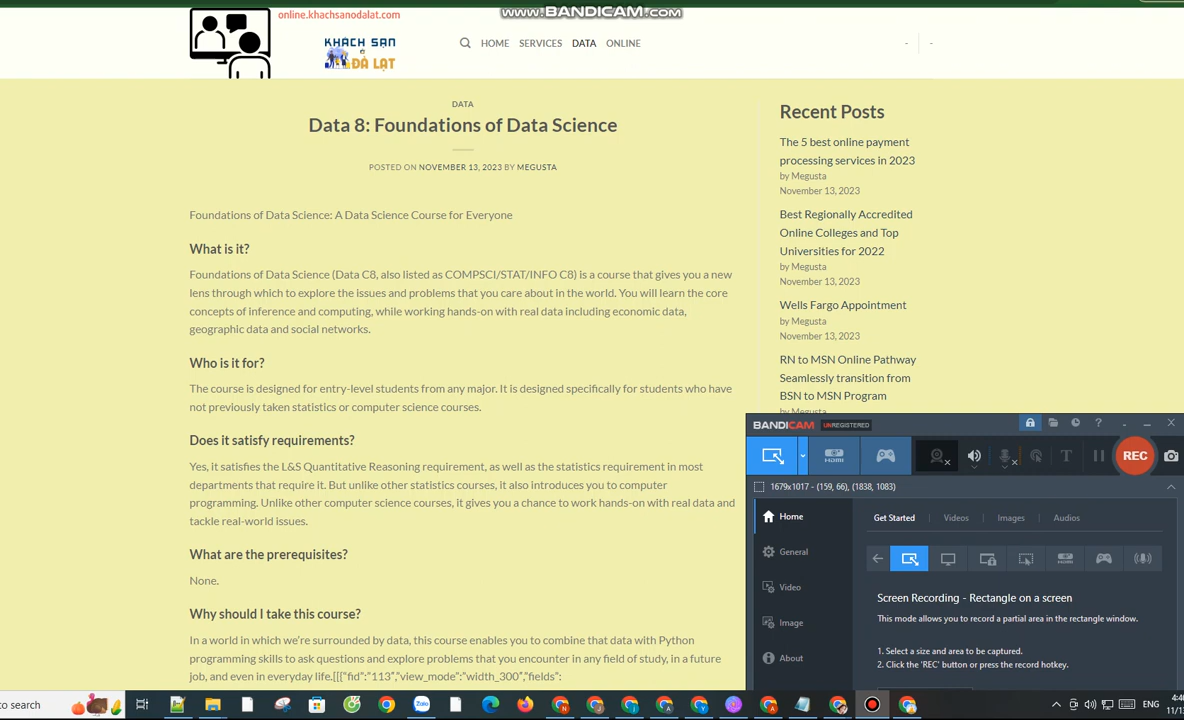 online.khachsanodalat.com
www.BANDICAM.com
KHÁCH SẠN
ĐÀ LẠT
HOME SERVICES DATA ONLINE
- -
DATA
Data 8: Foundations of Data Science
POSTED ON NOVEMBER 13, 2023 BY MEGUSTA
Foundations of Data Science: A Data Science Course for Everyone
What is it?
Foundations of Data Science (Data C8, also listed as COMPSCI/STAT/INFO C8) is a course that gives you a new
lens through which to explore the issues and problems that you care about in the world. You will learn the core
concepts of inference and computing, while working hands-on with real data including economic data,
geographic data and social networks.
Who is it for?
The course is designed for entry-level students from any major. It is designed specifically for students who have
not previously taken statistics or computer science courses.
Does it satisfy requirements?
Yes, it satisfies the L&S Quantitative Reasoning requirement, as well as the statistics requirement in most
departments that require it. But unlike other statistics courses, it also introduces you to computer
programming. Unlike other computer science courses, it gives you a chance to work hands-on with real data and
tackle real-world issues.
What are the prerequisites?
None.
Why should I take this course?
In a world in which we're surrounded by data, this course enables you to combine that data with Python
programming skills to ask questions and explore problems that you encounter in any field of study, in a future
job, and even in everyday life.[[{"fid":"113","view_mode":"width_300","fields":
Recent Posts
The 5 best online payment
processing services in 2023
by Megusta
November 13, 2023
Best Regionally Accredited
Online Colleges and Top
Universities for 2022
by Megusta
November 13, 2023
Wells Fargo Appointment
by Megusta
November 13, 2023
RN to MSN Online Pathway
Seamlessly transition from
BSN to MSN Program
by Megusta
BANDICAM UNREGISTERED
HDMI
REC
1679x1017 - (159, 66), (1838, 1083)
Home
General
Video
Image
About
Get Started Videos Images Audios
Screen Recording - Rectangle on a screen
This mode allows you to record a partial area in the rectangle window.
1. Select a size and area to be captured.
2. Click the 'REC' button or press the record hotkey.
to search
Zalo
ENG
4:4
11/13